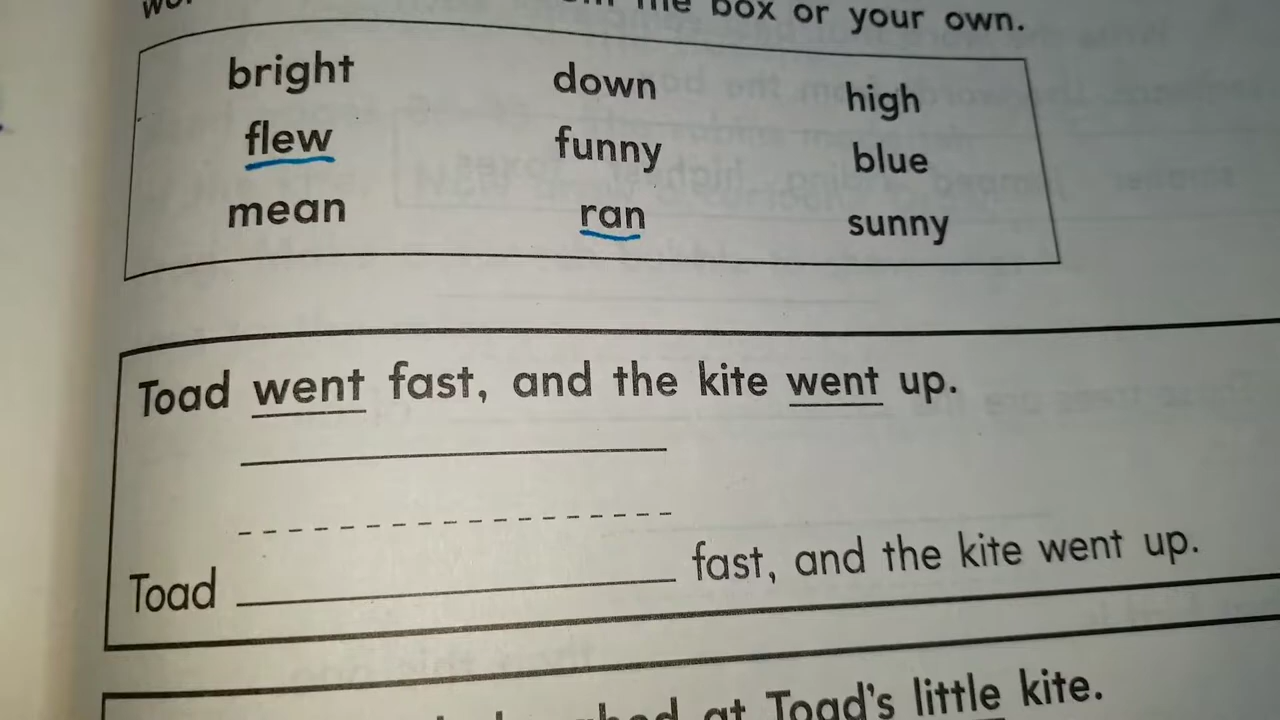 the box or your own.
bright down high
flew funny blue
mean ran sunny
Toad went fast, and the kite went up.
Toad fast, and the kite went up.
at Toad's little kite.